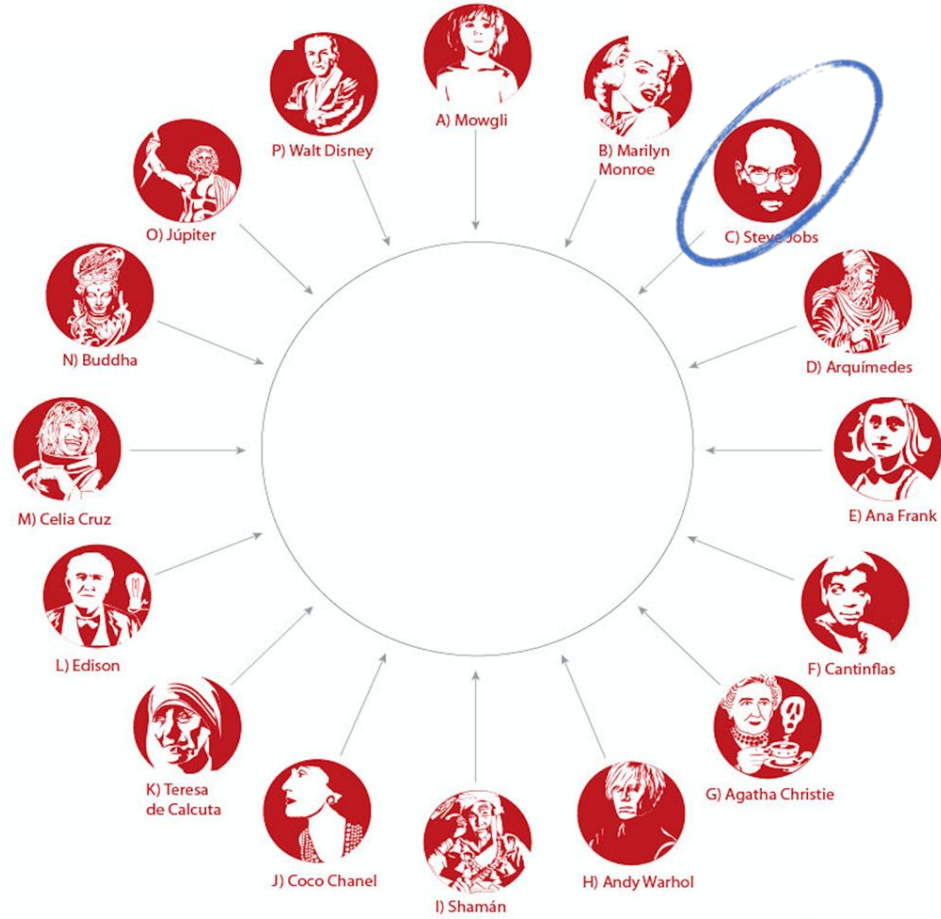 A) Mowgli
B) Marilyn
Monroe
C) Steve Jobs
D) Arquímedes
E) Ana Frank
F) Cantinflas
G) Agatha Christie
H) Andy Warhol
I) Shamán
J) Coco Chanel
K) Teresa
de Calcuta
L) Edison
M) Celia Cruz
N) Buddha
O) Júpiter
P) Walt Disney